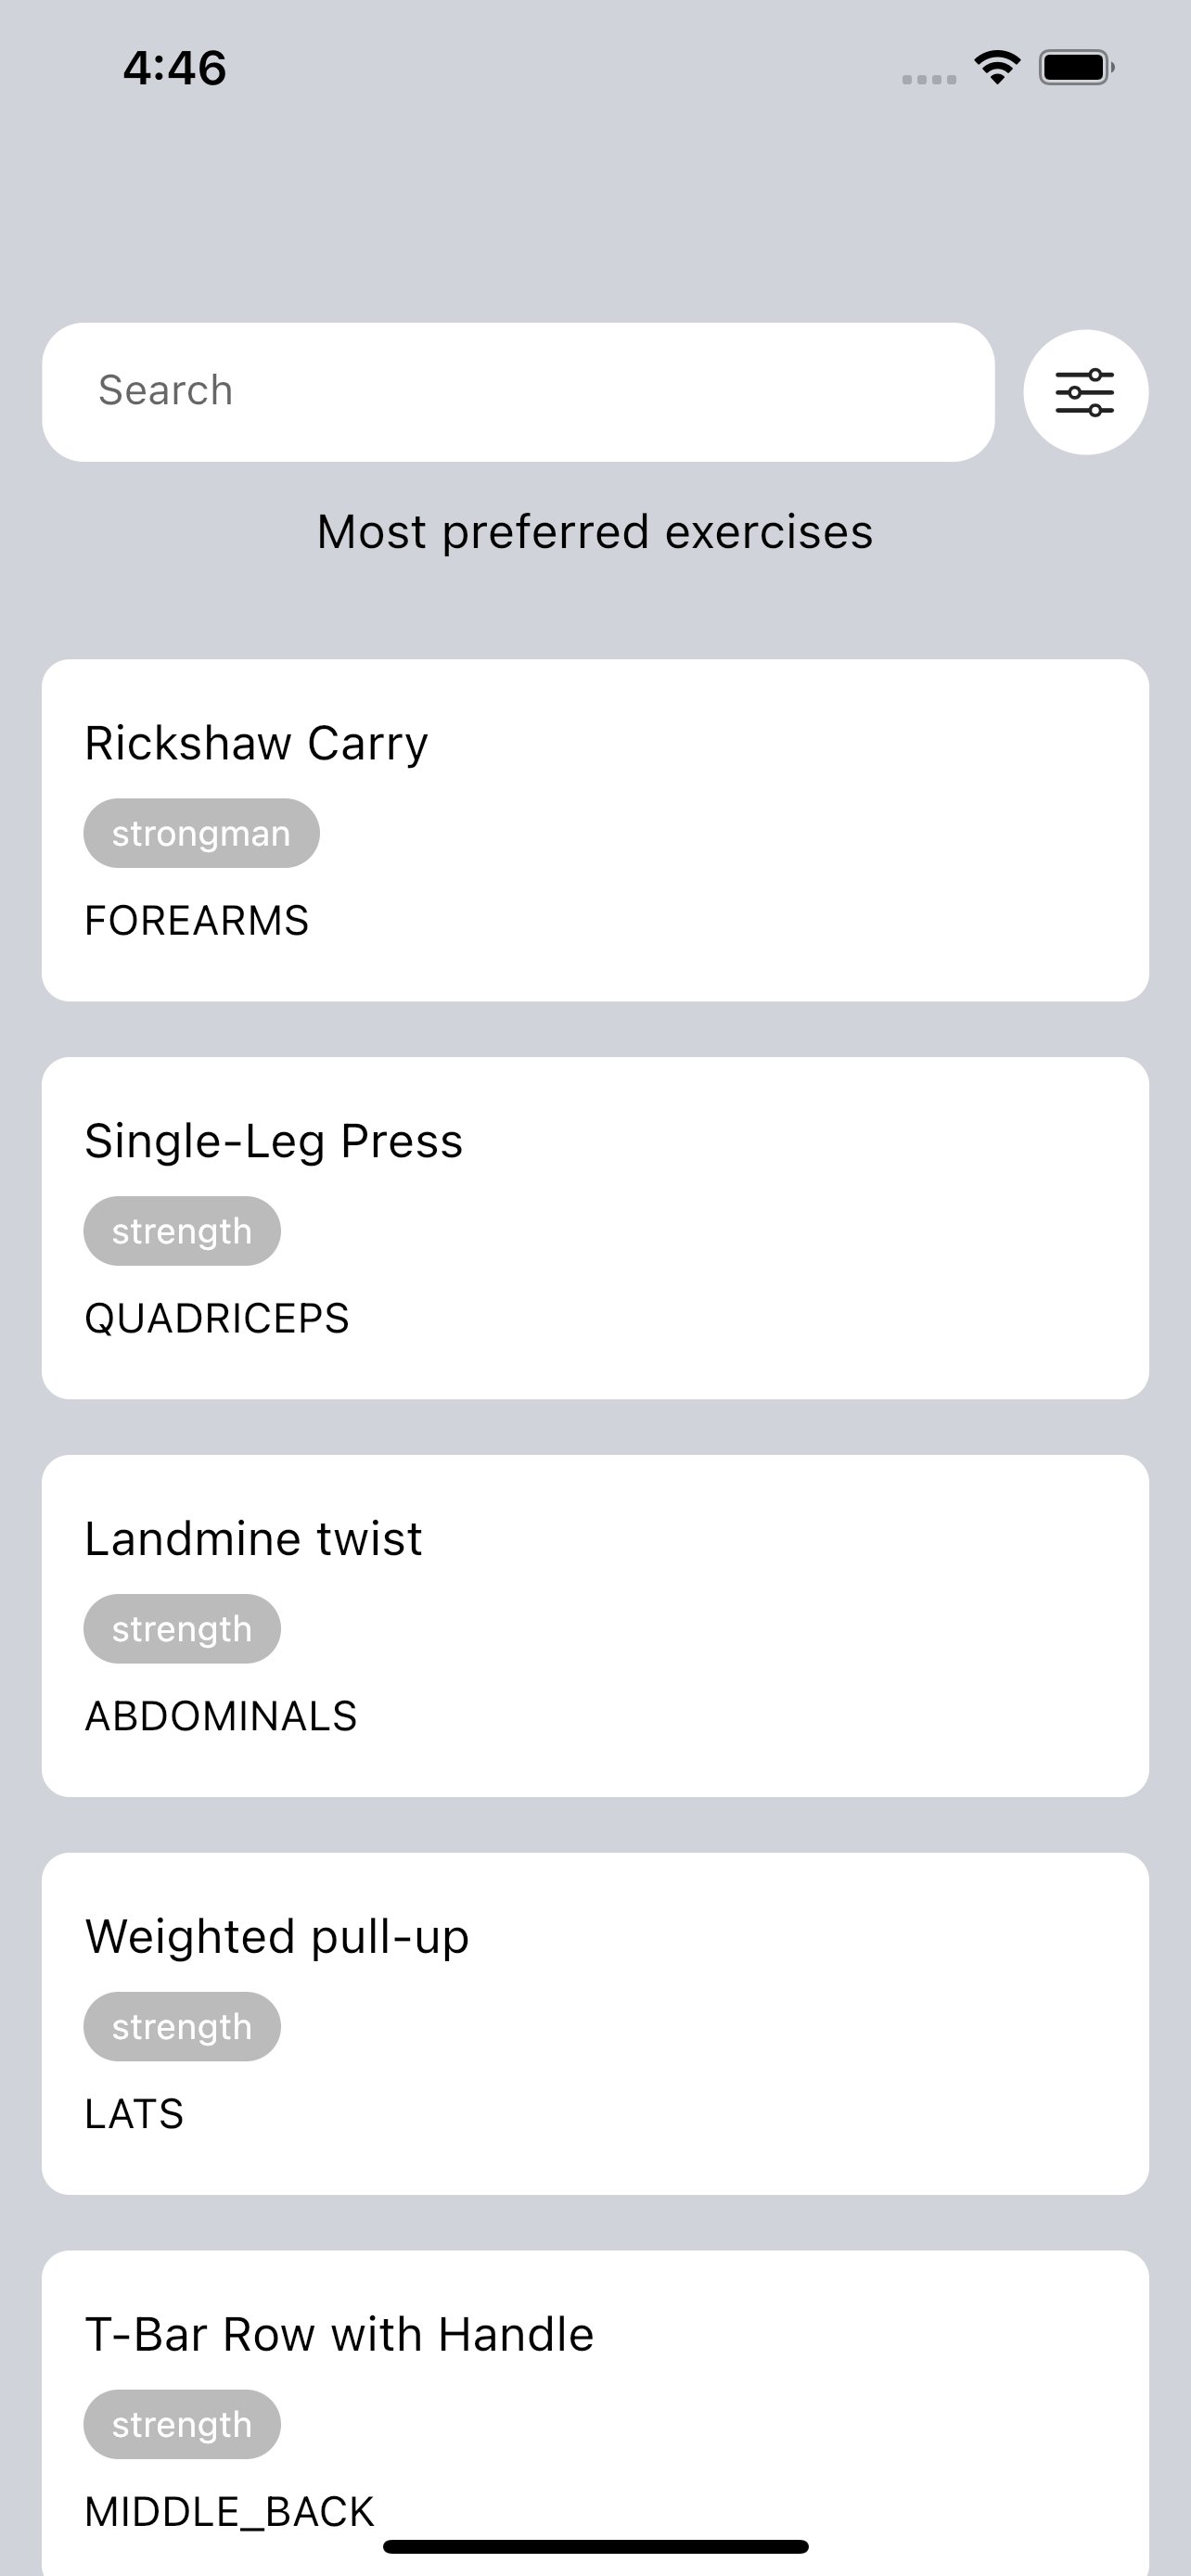 4:46
Search
Most preferred exercises
Rickshaw Carry
strongman
FOREARMS
Single-Leg Press
strength
QUADRICEPS
Landmine twist
strength
ABDOMINALS
Weighted pull-up
strength
LATS
T-Bar Row with Handle
strength
MIDDLE_BACK